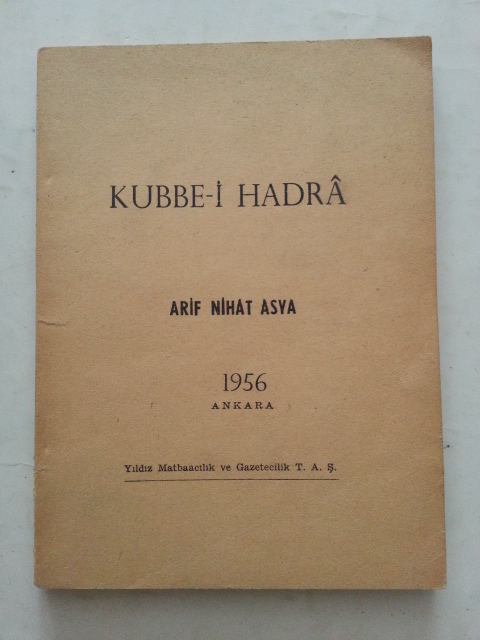 KUBBE-İ HADRÂ
ARİF NİHAT ASYA
1956
ANKARA
Yıldız Matbaacılık ve Gazetecilik T. A. Ş.